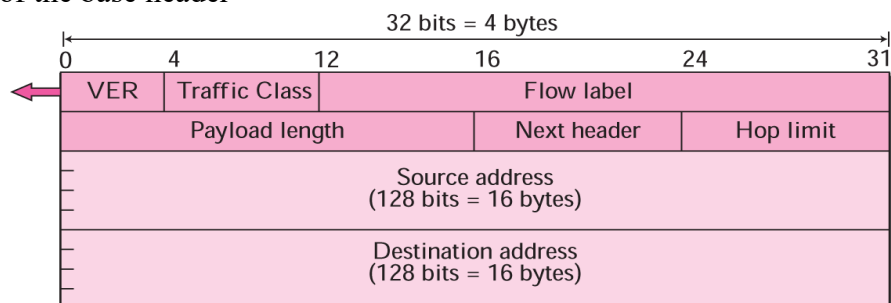 of the base header
32 bits = 4 bytes
0 4 12 16 24 31
VER Traffic Class Flow label
Payload length Next header Hop limit
Source address
(128 bits = 16 bytes)
Destination address
(128 bits = 16 bytes)